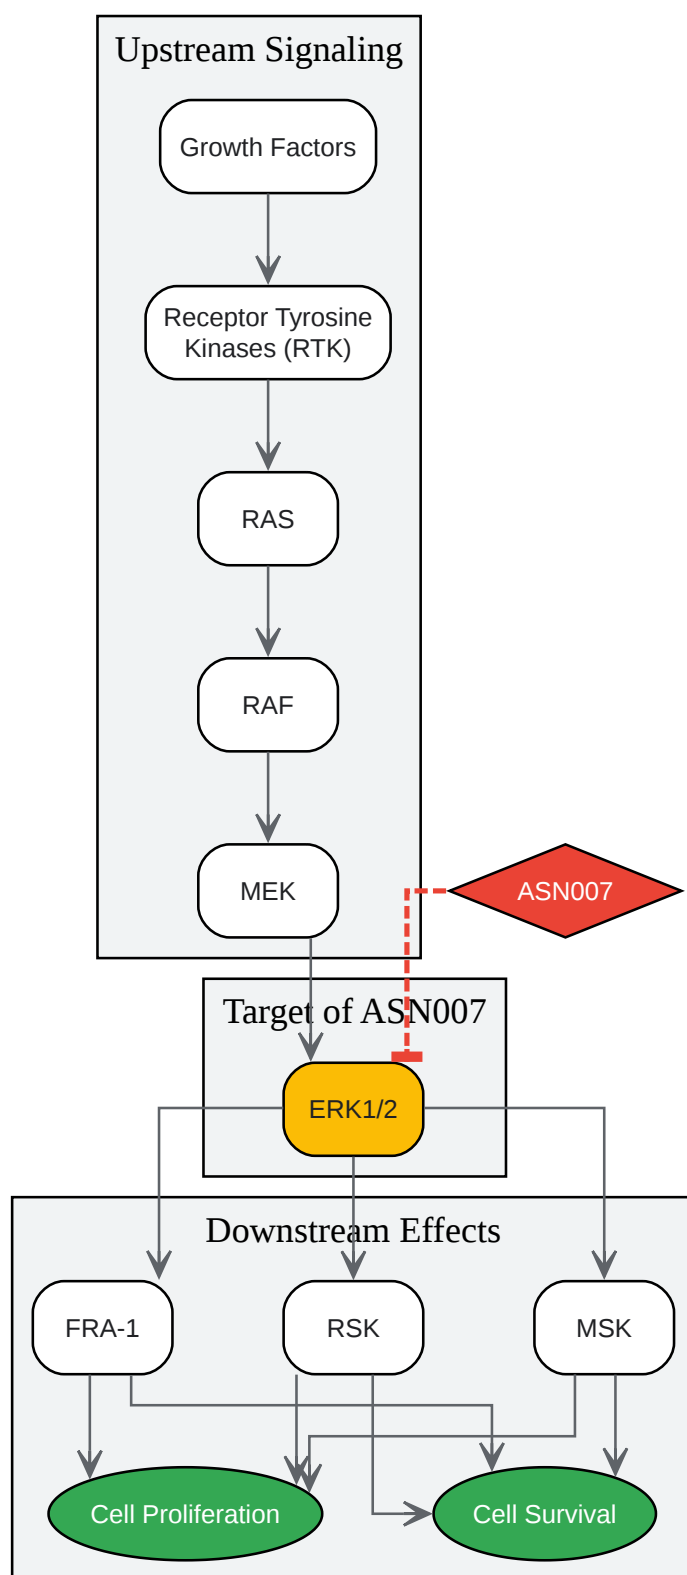 Upstream Signaling
Growth Factors
Receptor Tyrosine
Kinases (RTK)
RAS
RAF
MEK
ASN007
Target of ASN007
ERK1/2
Downstream Effects
FRA-1
RSK
MSK
Cell Proliferation
Cell Survival